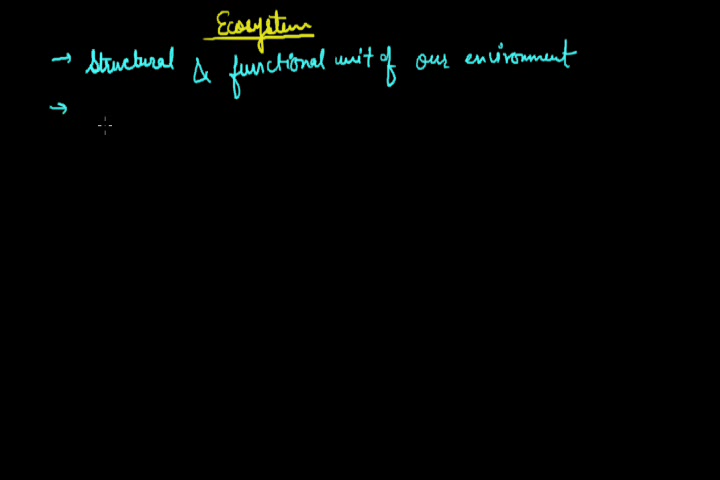 Ecosystem
→ Structural & functional unit of our environment
→